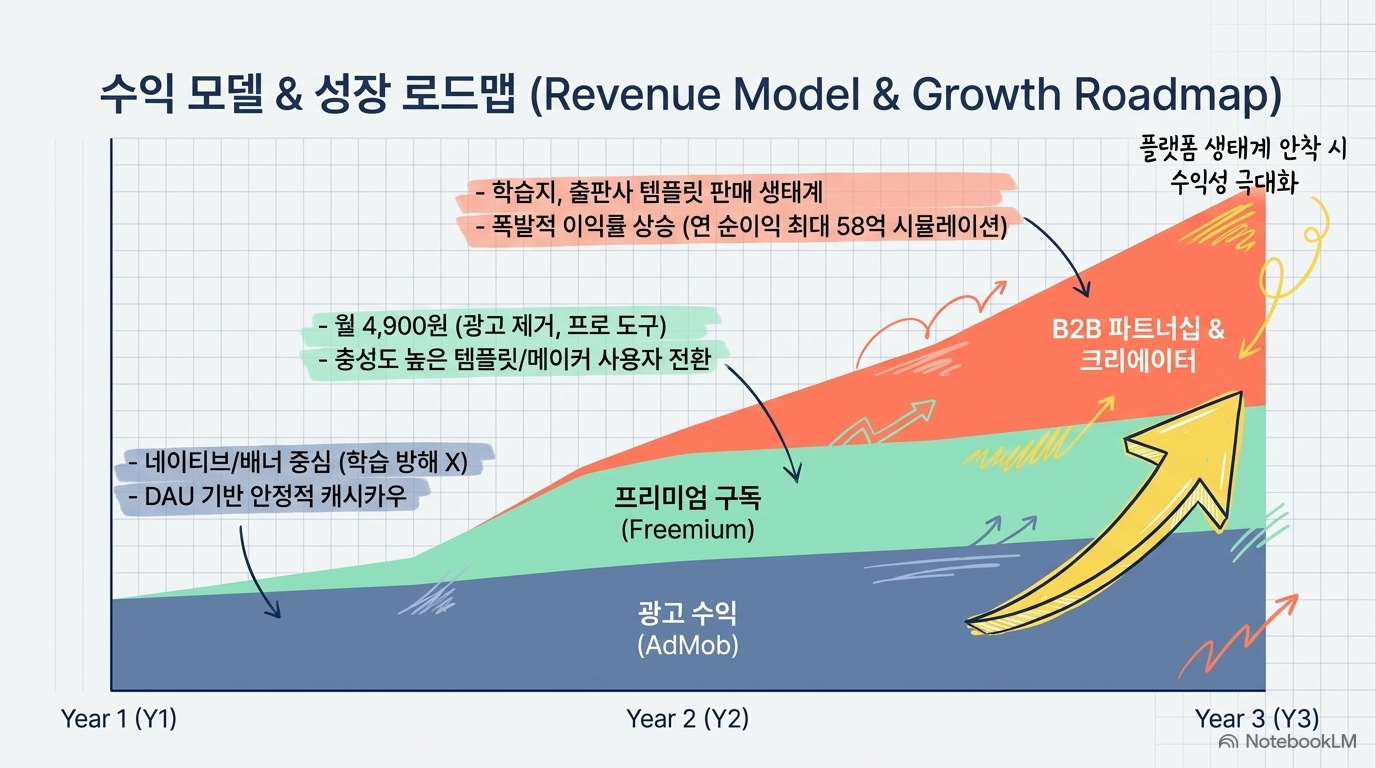 수익 모델 & 성장 로드맵 (Revenue Model & Growth Roadmap)
플랫폼 생태계 안착 시
수익성 극대화
- 학습지, 출판사 템플릿 판매 생태계
- 폭발적 이익률 상승 (연 순이익 최대 58억 시뮬레이션)
B2B 파트너십 &
크리에이터
- 월 4,900원 (광고 제거, 프로 도구)
- 충성도 높은 템플릿/메이커 사용자 전환
프리미엄 구독
(Freemium)
- 네이티브/배너 중심 (학습 방해 X)
- DAU 기반 안정적 캐시카우
광고 수익
(AdMob)
Year 1 (Y1)
Year 2 (Y2)
Year 3 (Y3)
NotebookLM